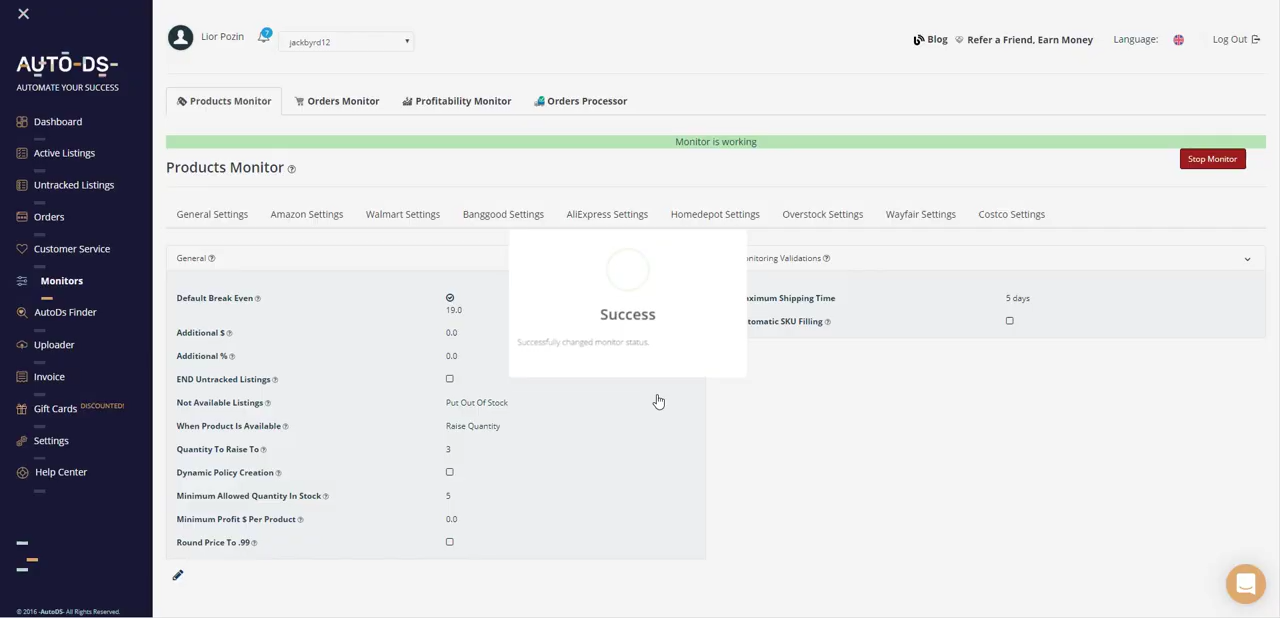 Lior Pozin
7
jackbyrd12
Blog
Refer a Friend, Earn Money
Language:
Log Out
AUTO-DS-
AUTOMATE YOUR SUCCESS
Dashboard
Active Listings
Untracked Listings
Orders
Customer Service
Monitors
AutoDs Finder
Uploader
Invoice
Gift Cards DISCOUNTED!
Settings
Help Center
© 2016 -AutoDS- All Rights Reserved.
Products Monitor
Orders Monitor
Profitability Monitor
Orders Processor
Monitor is working
Products Monitor
Stop Monitor
General Settings
Amazon Settings
Walmart Settings
Banggood Settings
AliExpress Settings
Homedepot Settings
Overstock Settings
Wayfair Settings
Costco Settings
General
Default Break Even
19.0
Additional $ 0.0
Additional % 0.0
END Untracked Listings
Not Available Listings Put Out Of Stock
When Product Is Available Raise Quantity
Quantity To Raise To 3
Dynamic Policy Creation
Minimum Allowed Quantity In Stock 5
Minimum Profit $ Per Product 0.0
Round Price To .99
Success
Successfully changed monitor status.
onitoring Validations
ximum Shipping Time 5 days
tomatic SKU Filling